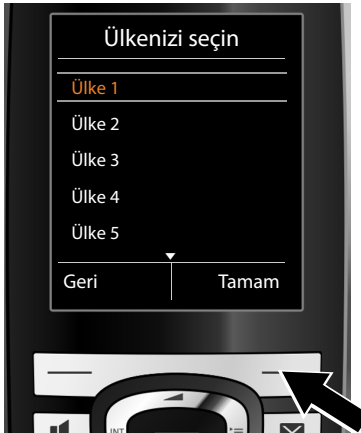 Ülkenizi seçin
Ülke 1
Ülke 2
Ülke 3
Ülke 4
Ülke 5
Geri Tamam
INT